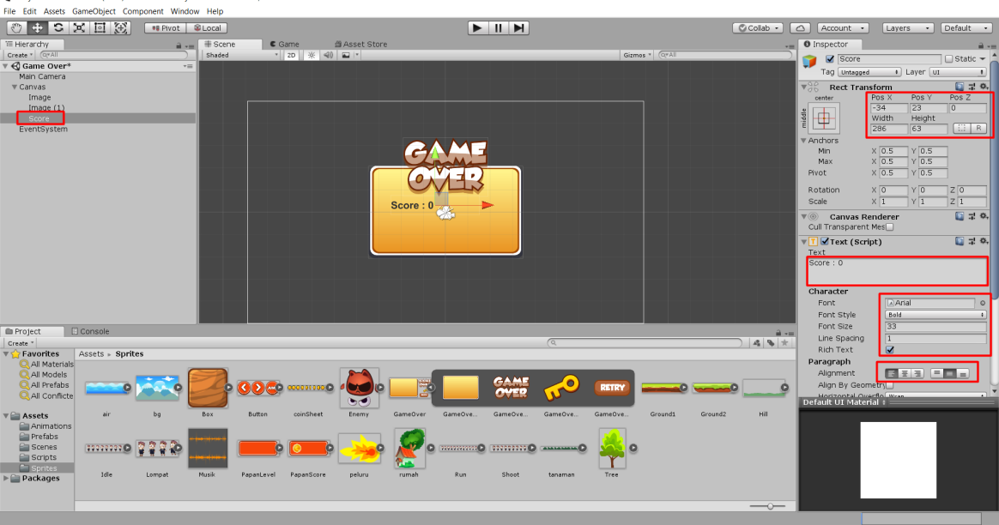 File Edit Assets GameObject Component Window Help
Pivot Local Collab Account Layers Default
Hierarchy
Create All
Game Over*
Main Camera
Canvas
Image
Image (1)
Score
EventSystem
Scene Game Asset Store
Shaded 2D Gizmos All
GAME
OVER
Score : 0
Inspector
Score Static
Tag Untagged Layer UI
Rect Transform
center
middle
Pos X Pos Y Pos Z
-34 23 0
Width Height
286 63
R
Anchors
Min X 0.5 Y 0.5
Max X 0.5 Y 0.5
Pivot X 0.5 Y 0.5
Rotation X 0 Y 0 Z 0
Scale X 1 Y 1 Z 1
Canvas Renderer
Cull Transparent Mes
Text (Script)
Text
Score : 0
Character
Font Arial
Font Style Bold
Font Size 33
Line Spacing 1
Rich Text
Paragraph
Alignment
Align By Geometry
Horizontal Overflo Wrap
Default UI Material
Project Console
Create
Favorites
All Materials
All Models
All Prefabs
All Conflicte
Assets
Animations
Prefabs
Scenes
Scripts
Sprites
Packages
Assets Sprites
GAME
OVER
RETRY
air bg Box Button coinSheet Enemy GameOver GameOve... GameOve... GameOve... GameOve... Ground1 Ground2 Hill
Idle Lompat Musik PapanLevel PapanScore peluru rumah Run Shoot tanaman Tree